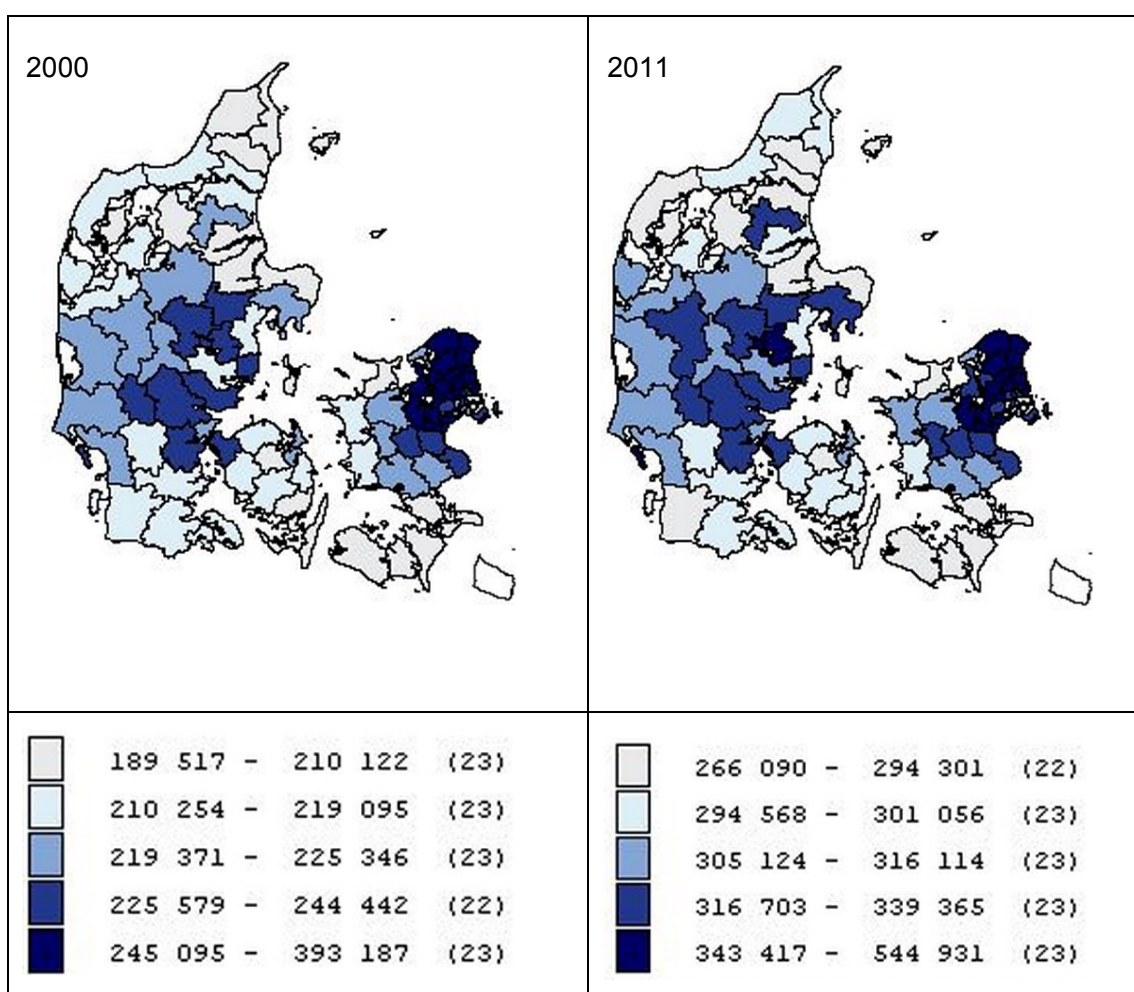 2000
2011
189 517 - 210 122 (23)
210 254 - 219 095 (23)
219 371 - 225 346 (23)
225 579 - 244 442 (22)
245 095 - 393 187 (23)
266 090 - 294 301 (22)
294 568 - 301 056 (23)
305 124 - 316 114 (23)
316 703 - 339 365 (23)
343 417 - 544 931 (23)